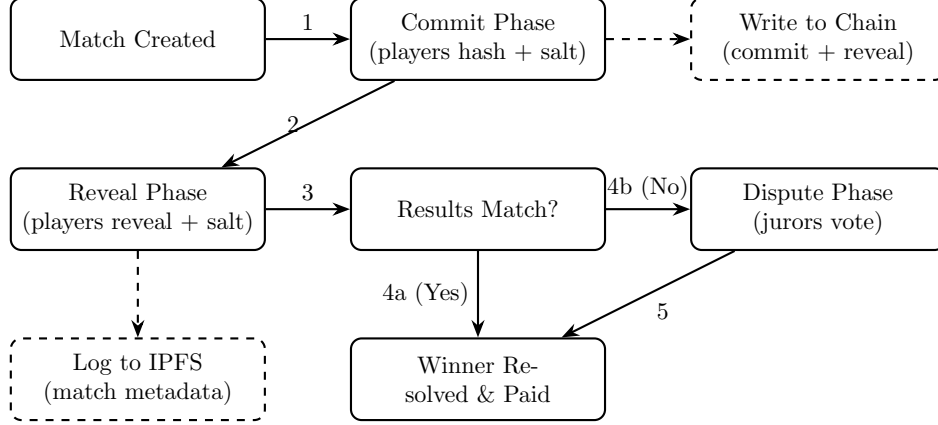 Match Created
1
Commit Phase
(players hash + salt)
Write to Chain
(commit + reveal)
2
Reveal Phase
(players reveal + salt)
3
Results Match?
4b (No)
Dispute Phase
(jurors vote)
4a (Yes)
5
Log to IPFS
(match metadata)
Winner Re-
solved & Paid